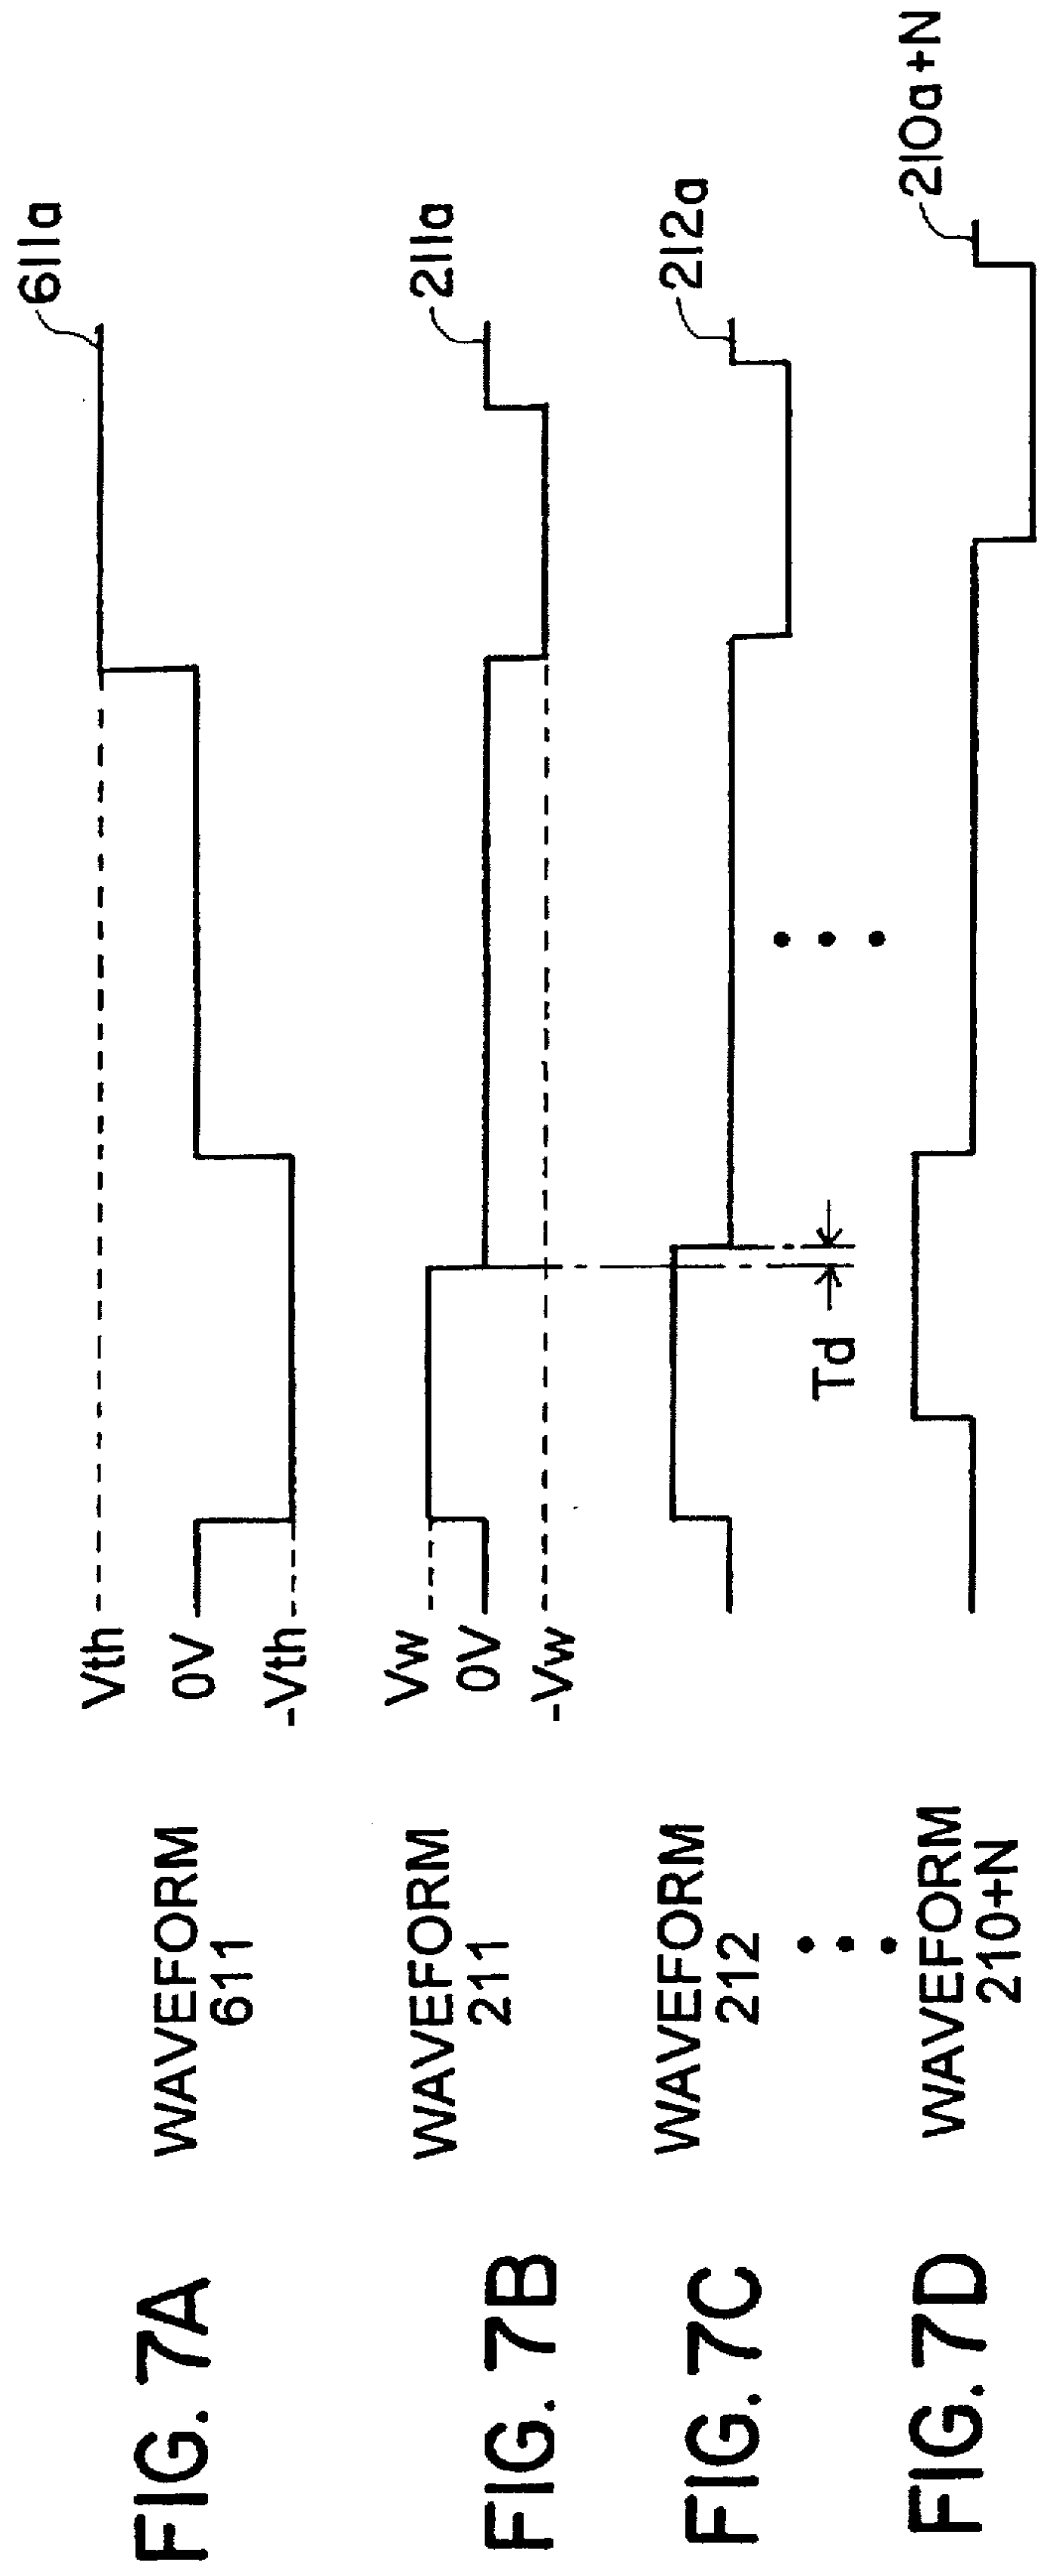 FIG. 7A
WAVEFORM
611
Vth
0V
-Vth
611a
FIG. 7B
WAVEFORM
211
Vw
0V
-Vw
211a
FIG. 7C
WAVEFORM
212
212a
Td
FIG. 7D
WAVEFORM
210+N
210a+N